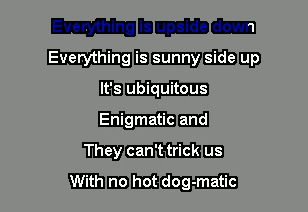 Everything is upside down
Everything is sunny side up
It's ubiquitous
Enigmatic and
They can't trick us
With no hot dog-matic